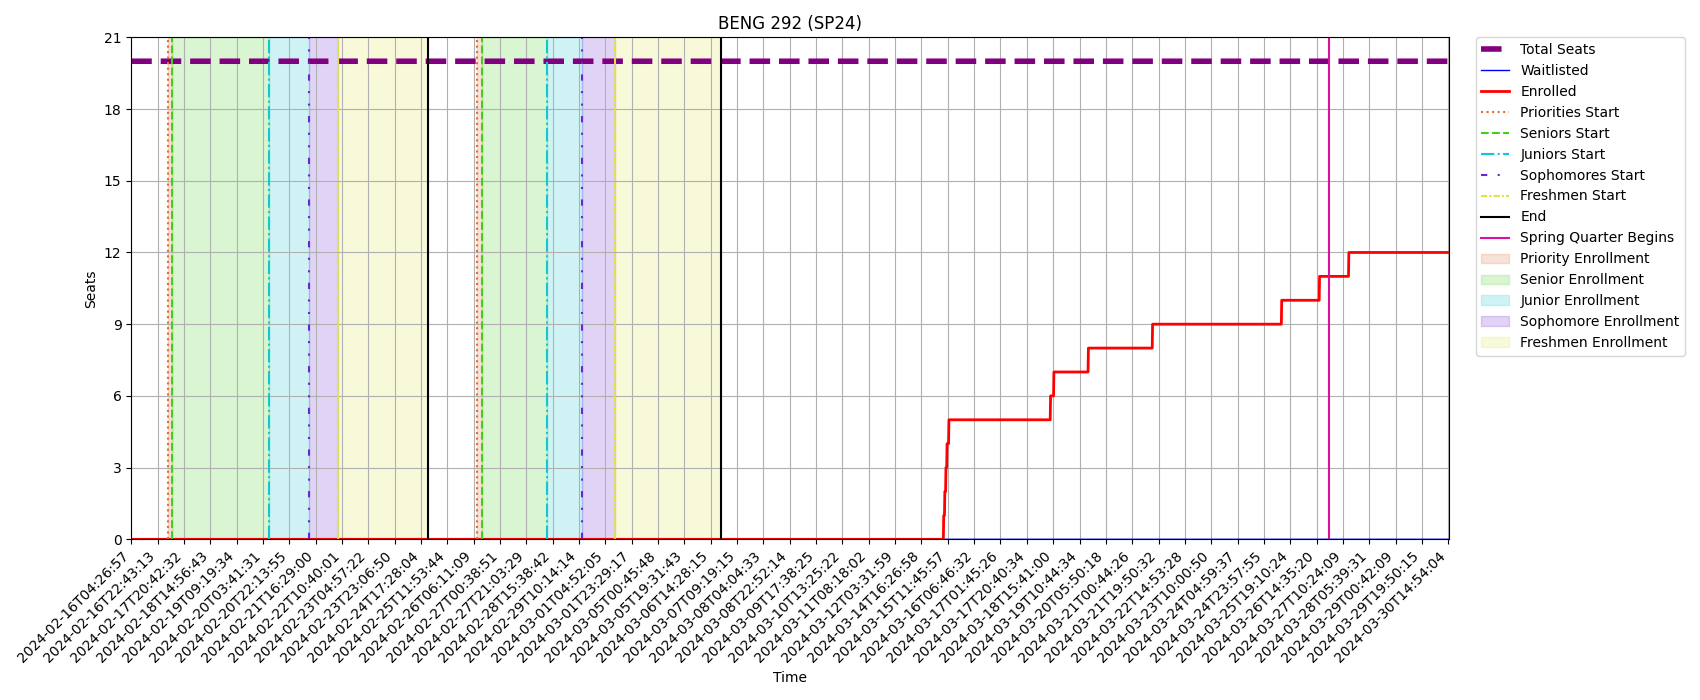 BENG 292 (SP24)
21
18
15
12
9
6
3
0
Seats
2024-02-16T04:26:57
2024-02-16T22:43:13
2024-02-17T20:42:32
2024-02-18T14:56:43
2024-02-19T09:19:34
2024-02-20T03:41:31
2024-02-20T22:13:55
2024-02-21T16:29:00
2024-02-22T10:40:01
2024-02-23T04:57:22
2024-02-23T23:06:50
2024-02-24T17:28:04
2024-02-25T11:53:44
2024-02-26T06:11:09
2024-02-27T00:38:51
2024-02-27T21:03:29
2024-02-28T15:38:42
2024-02-29T10:14:14
2024-03-01T04:52:05
2024-03-01T23:29:17
2024-03-05T00:45:48
2024-03-05T19:31:43
2024-03-06T14:28:15
2024-03-07T09:19:15
2024-03-08T04:04:33
2024-03-08T22:52:14
2024-03-09T17:38:25
2024-03-10T13:25:22
2024-03-11T08:18:02
2024-03-12T03:31:59
2024-03-14T16:26:58
2024-03-15T11:45:57
2024-03-16T06:46:32
2024-03-17T01:45:26
2024-03-17T20:40:34
2024-03-18T15:41:00
2024-03-19T10:44:34
2024-03-20T05:50:18
2024-03-21T00:44:26
2024-03-21T19:50:32
2024-03-22T14:53:28
2024-03-23T10:00:50
2024-03-24T04:59:37
2024-03-24T23:57:55
2024-03-25T19:10:24
2024-03-26T14:35:20
2024-03-27T10:24:09
2024-03-28T05:39:31
2024-03-29T00:42:09
2024-03-29T19:50:15
2024-03-30T14:54:04
Time
Total Seats
Waitlisted
Enrolled
Priorities Start
Seniors Start
Juniors Start
Sophomores Start
Freshmen Start
End
Spring Quarter Begins
Priority Enrollment
Senior Enrollment
Junior Enrollment
Sophomore Enrollment
Freshmen Enrollment